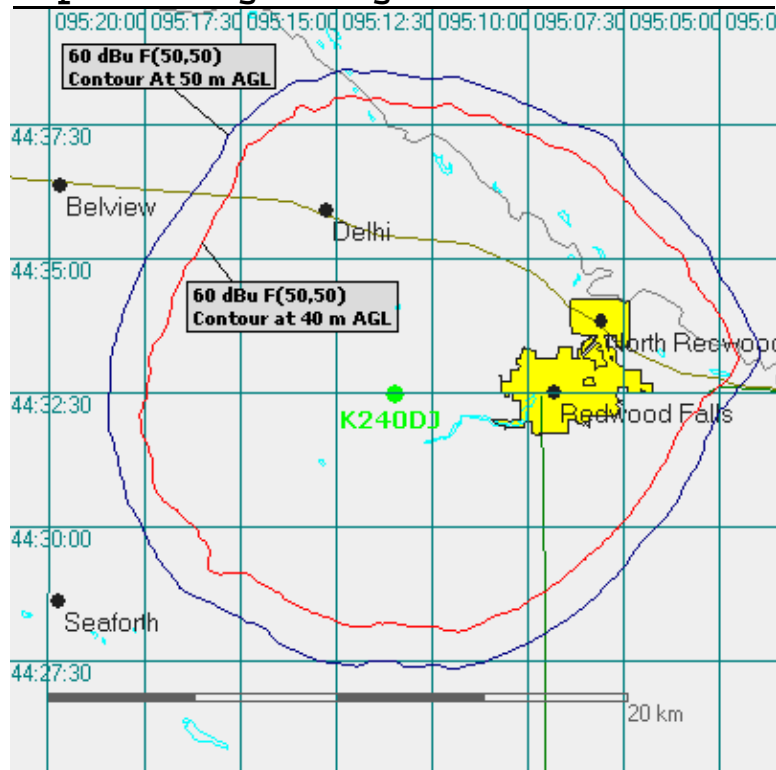 095:20:00 095:17:30 095:15:00 095:12:30 095:10:00 095:07:30 095:05:00 095:0
60 dBu F(50,50)
Contour At 50 m AGL
44:37:30
Belview
Delhi
44:35:00
60 dBu F(50,50)
Contour at 40 m AGL
North Redwood
44:32:30
K240DJ
Redwood Falls
44:30:00
Seaforth
44:27:30
20 km